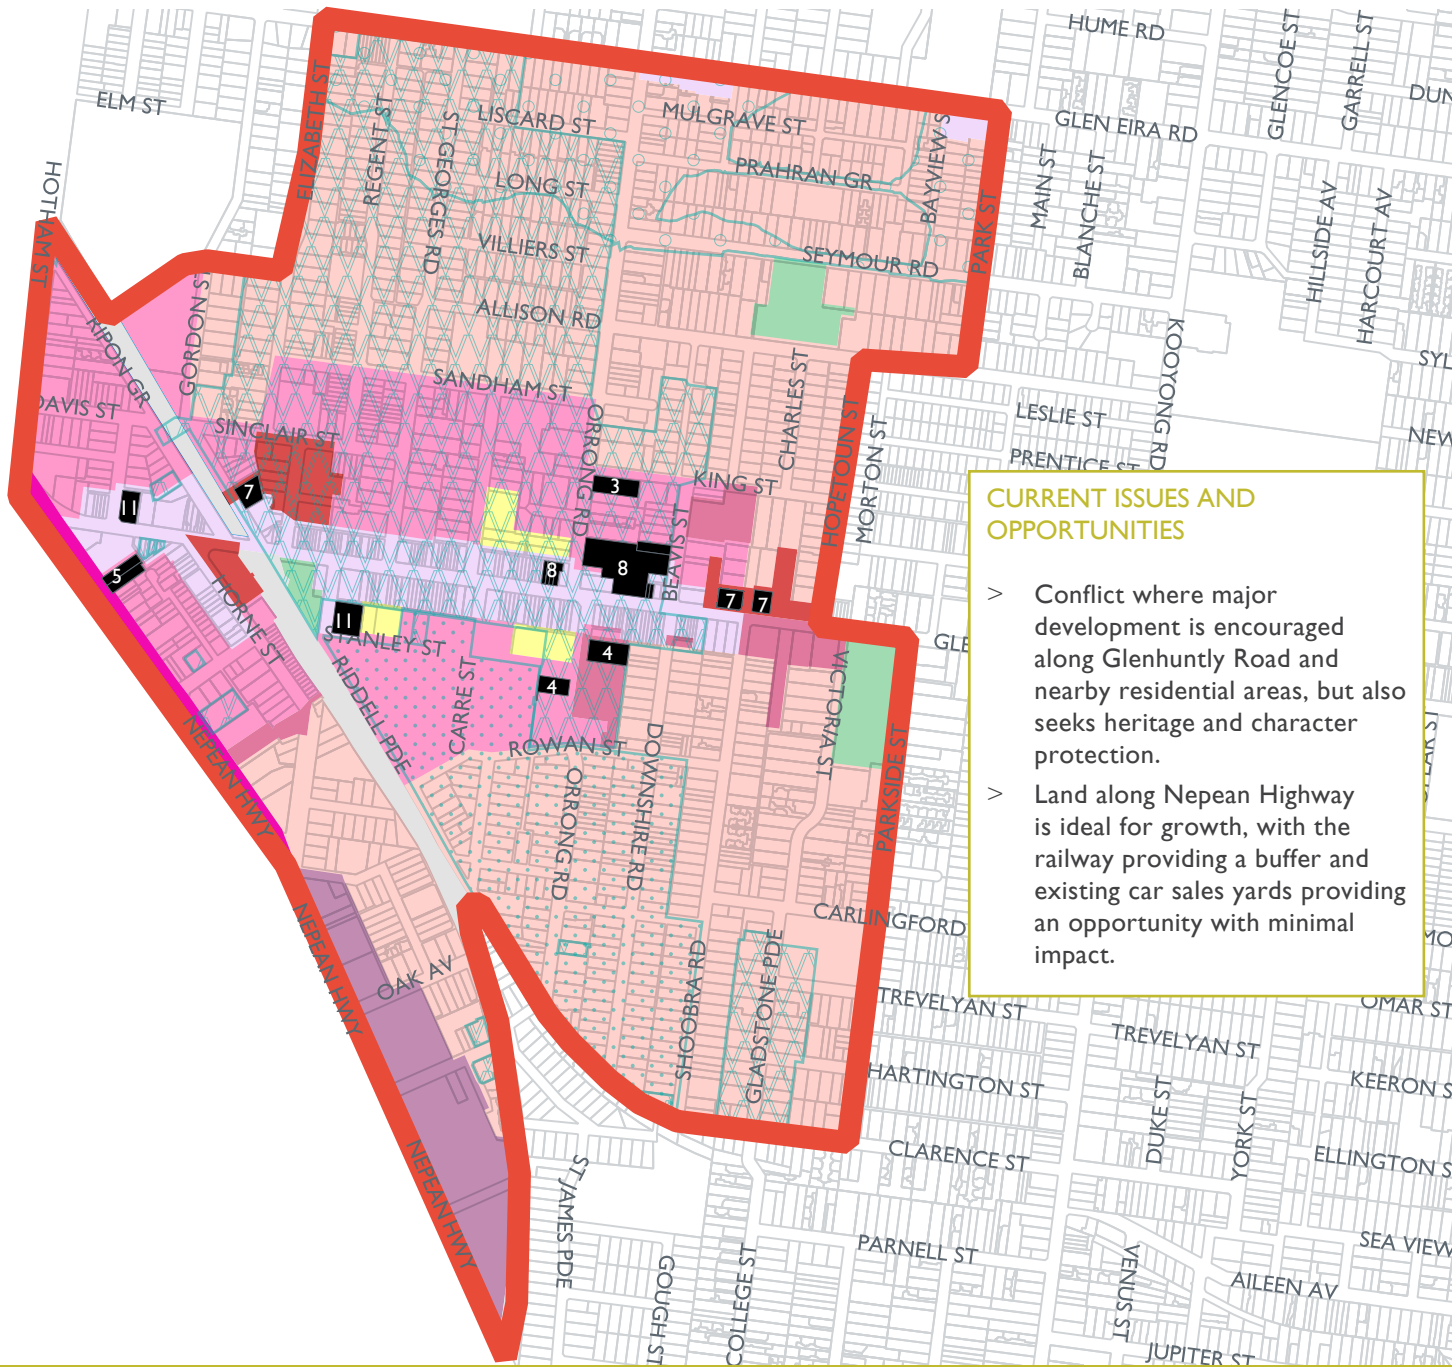 HUME RD
GLENCOE ST
GARRELL ST
ELM ST
ELIZABETH ST
REGENT ST
ST GEORGES RD
LISCARD ST
MULGRAVE ST
GLEN EIRA RD
BAYVIEW S
MAIN ST
BLANCHE ST
HOTHAM ST
LONG ST
PRAHRAN GR
PARK ST
HILLSIDE AV
HARCOURT AV
VILLIERS ST
SEYMOUR RD
ALLISON RD
GORDON S
RIPON GR
KOOYONG RD
SANDHAM ST
CHARLES ST
SYL
DAVIS ST
SINCLAIR ST
ORRONG RD
HOPETOUN ST
MORTON ST
LESLIE ST
NEW
PRENTICE ST
KING ST
7
3
11
BEAVIS ST
5
8
8
7
7
HORNE ST
11
STANLEY ST
4
4
GLE
VICTORIA ST
RIDDELL PDE
CARRE ST
ROWAN ST
DOWNSHIRE RD
ORRONG RD
PARKSIDE ST
NEPEAN HWY
CURRENT ISSUES AND
OPPORTUNITIES
> Conflict where major
development is encouraged
along Glenhuntly Road and
nearby residential areas, but also
seeks heritage and character
protection.
> Land along Nepean Highway
is ideal for growth, with the
railway providing a buffer and
existing car sales yards providing
an opportunity with minimal
impact.
NEPEAN HWY
OAK AV
CARLINGFORD
SHOOBRA RD
GLADSTONE PDE
TREVELYAN ST
OMAR ST
TREVELYAN ST
HARTINGTON ST
DUKE ST
YORK ST
KEERON S
CLARENCE ST
ELLINGTON S
NEPEAN HWY
ST JAMES PDE
GOUGH ST
COLLEGE ST
PARNELL ST
VENUS ST
SEA VIEW
AILEEN AV
JUPITER ST